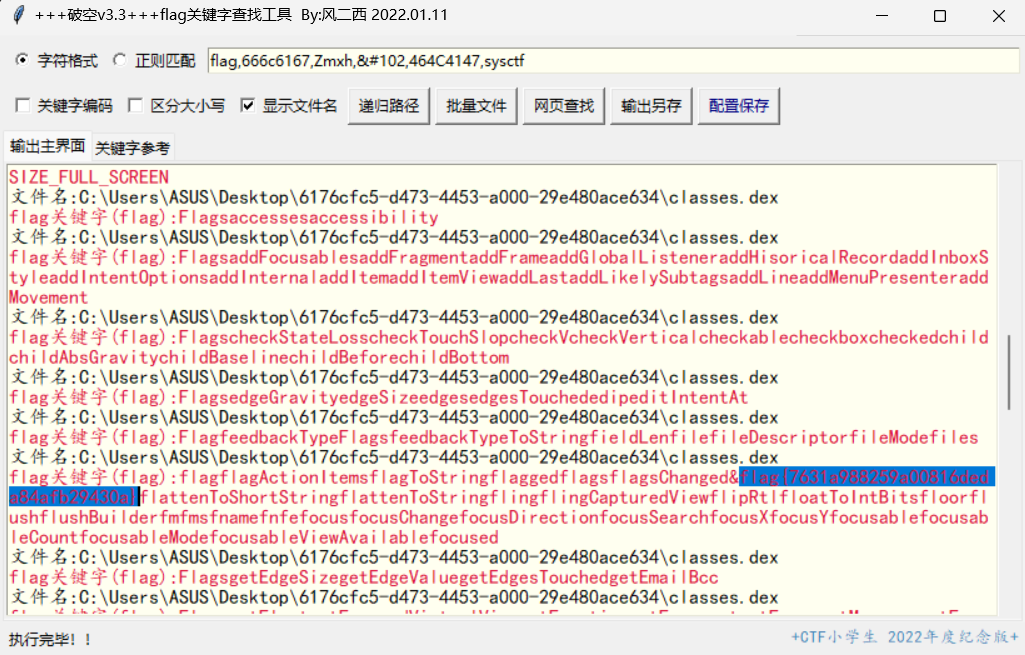 +++破空v3.3+++flag关键字查找工具 By:风二西 2022.01.11
字符格式 正则匹配 flag,666c6167,Zmxh,&#102,464C4147,sysctf
关键字编码 区分大小写 显示文件名 递归路径 批量文件 网页查找 输出另存 配置保存
输出主界面 关键字参考
SIZE_FULL_SCREEN
文件名:C:\Users\ASUS\Desktop\6176cfc5-d473-4453-a000-29e480ace634\classes.dex
flag关键字(flag):Flagsaccessesaccessibility
文件名:C:\Users\ASUS\Desktop\6176cfc5-d473-4453-a000-29e480ace634\classes.dex
flag关键字(flag):FlagsaddFocusablesaddFragmentaddFrameaddGlobalListeneraddHisoricalRecordaddInboxS
tyleaddIntentOptionsaddInternaladdItemaddItemViewaddLastaddLikelySubtagsaddLineaddMenuPresenteradd
Movement
文件名:C:\Users\ASUS\Desktop\6176cfc5-d473-4453-a000-29e480ace634\classes.dex
flag关键字(flag):FlagscheckStateLosscheckTouchSlopcheckVcheckVerticalcheckablecheckboxcheckedchild
childAbsGravitychildBaselinechildBeforechildBottom
文件名:C:\Users\ASUS\Desktop\6176cfc5-d473-4453-a000-29e480ace634\classes.dex
flag关键字(flag):FlagsedgeGravityedgeSizeedgesedgesTouchededipeditIntentAt
文件名:C:\Users\ASUS\Desktop\6176cfc5-d473-4453-a000-29e480ace634\classes.dex
flag关键字(flag):FlagfeedbackTypeFlagsfeedbackTypeToStringfieldLenfilefileDescriptorfileModefiles
文件名:C:\Users\ASUS\Desktop\6176cfc5-d473-4453-a000-29e480ace634\classes.dex
flag关键字(flag):flagflagActionItemsflagToStringflaggedflagsflagsChanged&flag{7631a988259a00816ded
a84afb29430a}flattenToShortStringflattenToStringflingflingCapturedViewflipRtlfloatToIntBitsfloorfl
ushflushBuilderfmfmsfnamefnfefocusfocusChangefocusDirectionfocusSearchfocusXfocusYfocusablefocusab
leCountfocusableModefocusableViewAvailablefocused
文件名:C:\Users\ASUS\Desktop\6176cfc5-d473-4453-a000-29e480ace634\classes.dex
flag关键字(flag):FlagsgetEdgeSizegetEdgeValuegetEdgesTouchedgetEmailBcc
文件名:C:\Users\ASUS\Desktop\6176cfc5-d473-4453-a000-29e480ace634\classes.dex
执行完毕！！ +CTF小学生 2022年度纪念版+